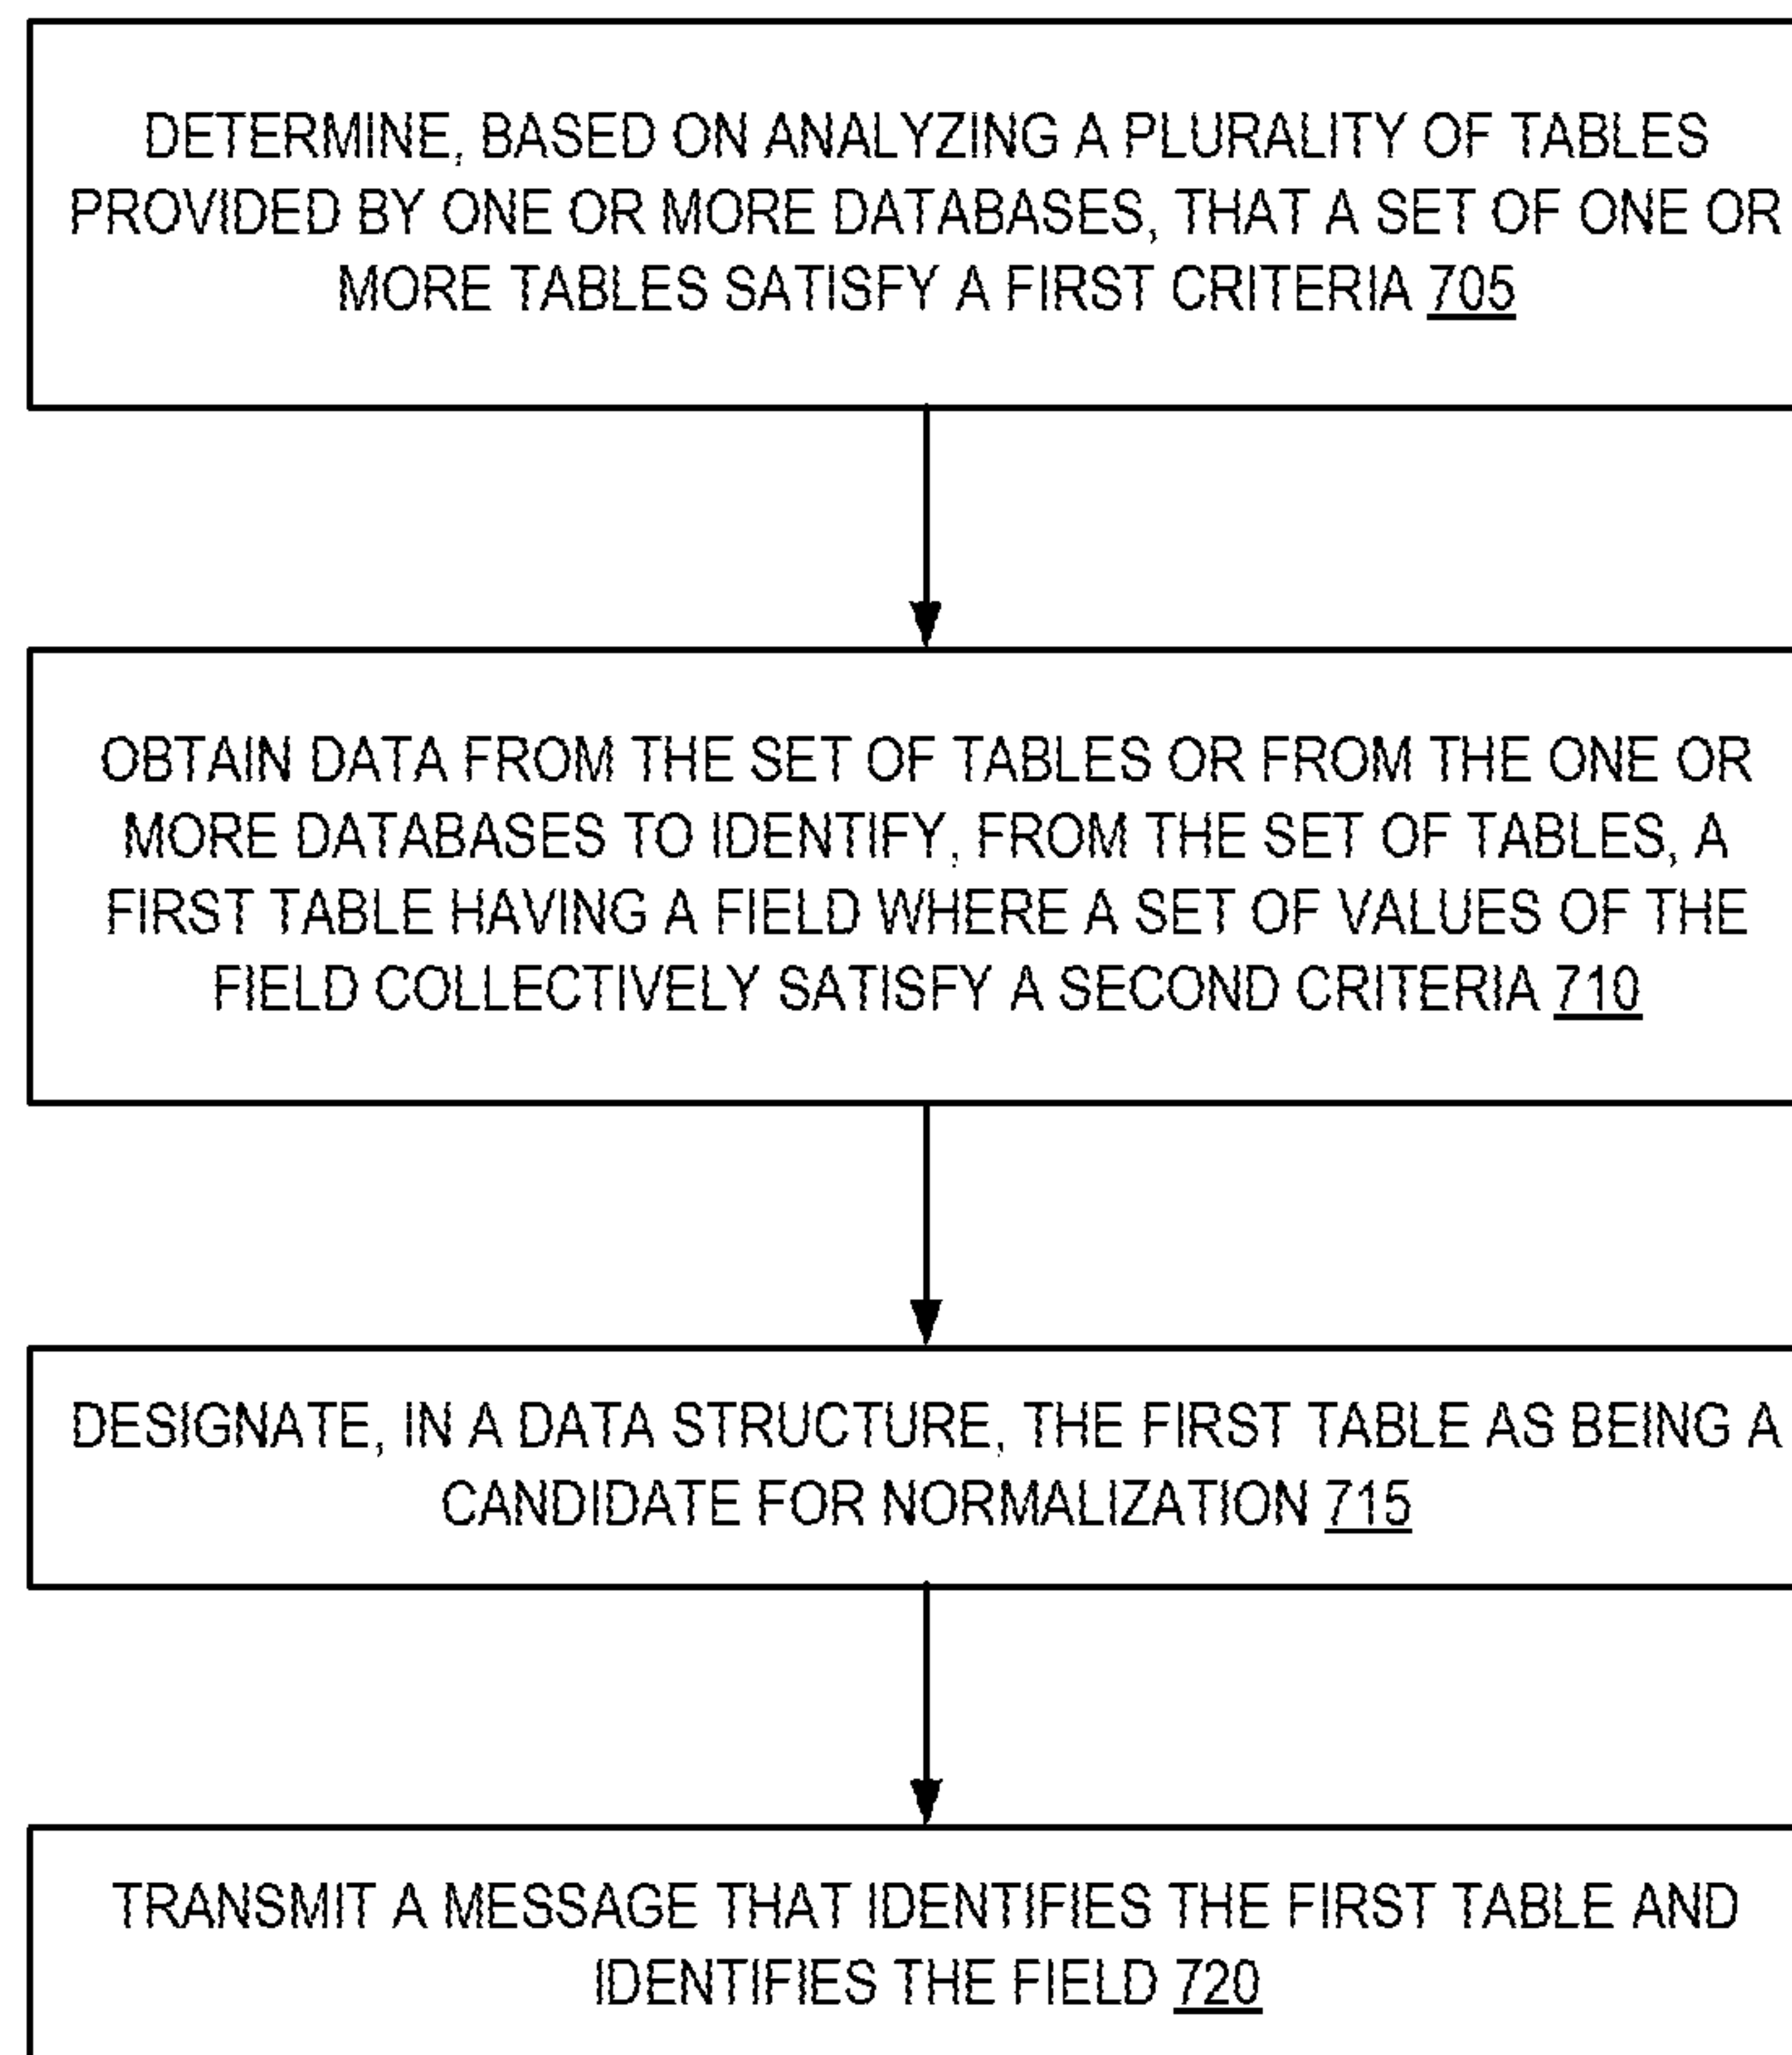 DETERMINE, BASED ON ANALYZING A PLURALITY OF TABLES
PROVIDED BY ONE OR MORE DATABASES, THAT A SET OF ONE OR
MORE TABLES SATISFY A FIRST CRITERIA 705
OBTAIN DATA FROM THE SET OF TABLES OR FROM THE ONE OR
MORE DATABASES TO IDENTIFY, FROM THE SET OF TABLES, A
FIRST TABLE HAVING A FIELD WHERE A SET OF VALUES OF THE
FIELD COLLECTIVELY SATISFY A SECOND CRITERIA 710
DESIGNATE, IN A DATA STRUCTURE, THE FIRST TABLE AS BEING A
CANDIDATE FOR NORMALIZATION 715
TRANSMIT A MESSAGE THAT IDENTIFIES THE FIRST TABLE AND
IDENTIFIES THE FIELD 720